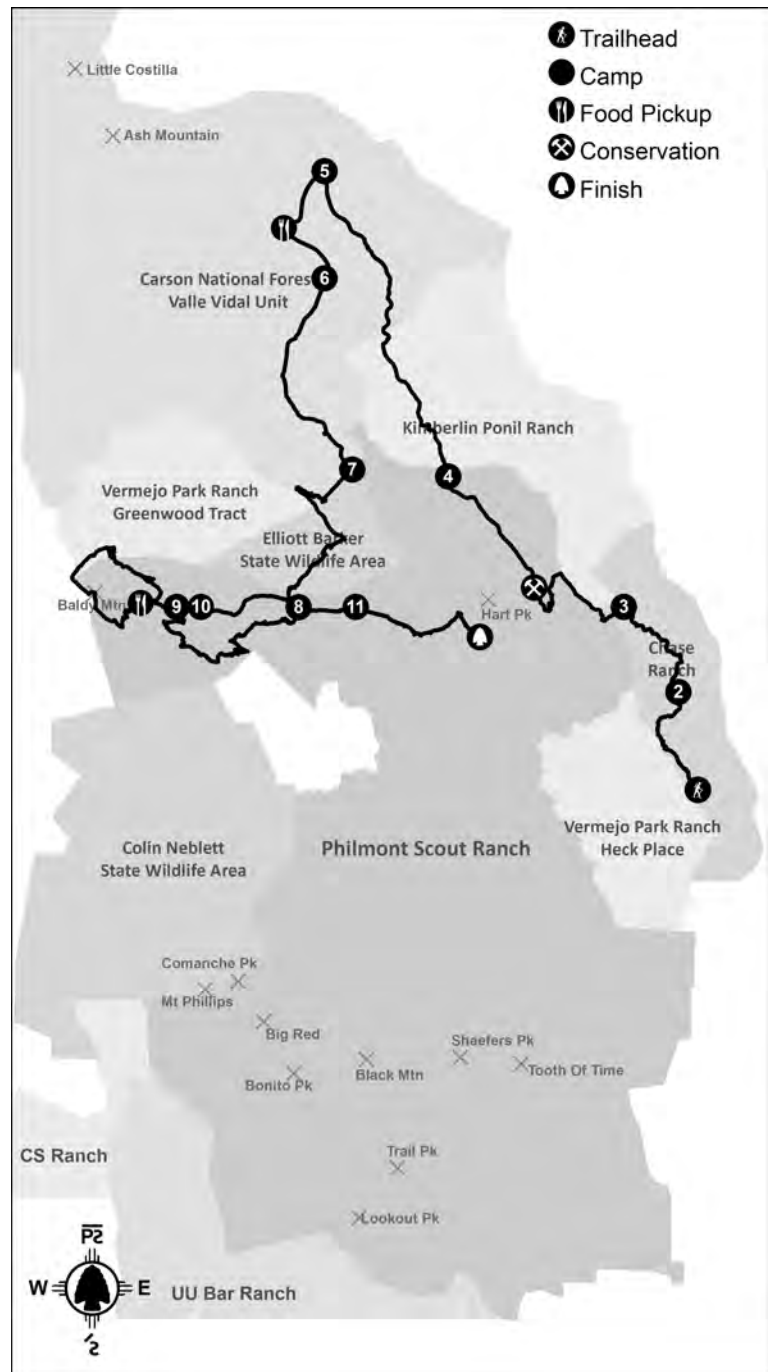 Trailhead
Camp
Food Pickup
Conservation
Finish
Little Costilla
Ash Mountain
5
6
Carson National Fores
Valle Vidal Unit
Kimberlin Ponil Ranch
7
4
Vermejo Park Ranch
Greenwood Tract
Elliott Barker
State Wildlife Area
Baldy Mtn
9
10
8
11
Hart Pk
3
Chase
Ranch
2
Vermejo Park Ranch
Heck Place
Colin Neblett
State Wildlife Area
Philmont Scout Ranch
Comanche Pk
Mt Phillips
Big Red
Bonito Pk
Black Mtn
Shaefers Pk
Tooth Of Time
Trail Pk
Lookout Pk
CS Ranch
UU Bar Ranch
W
E